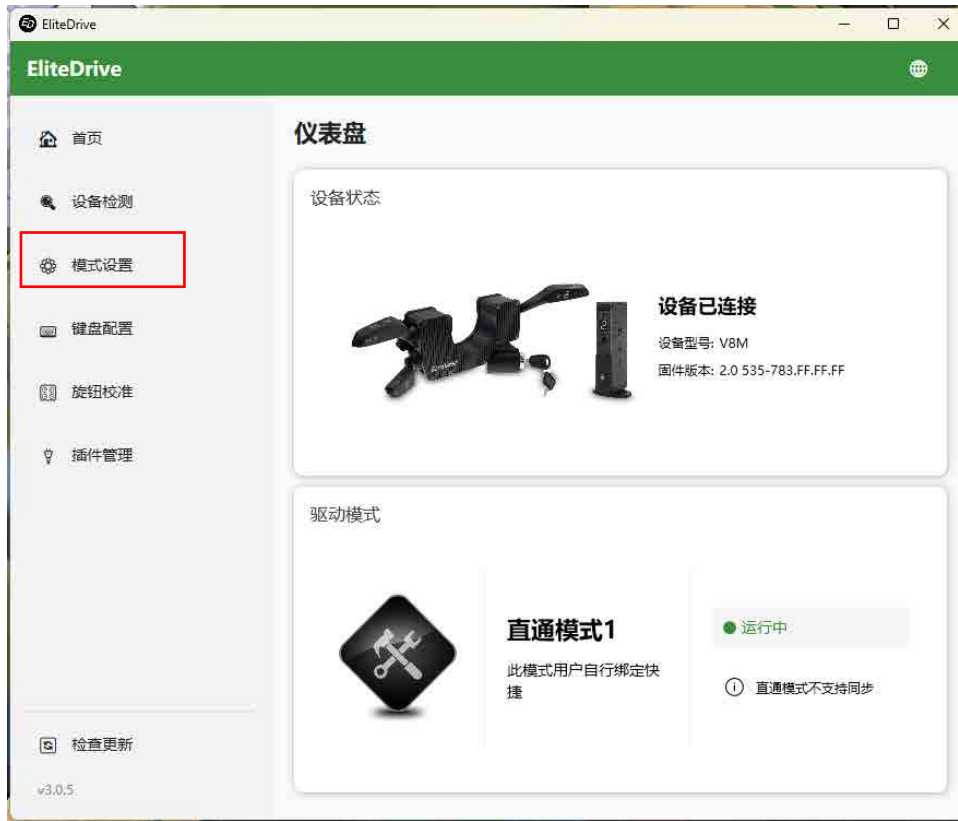 EliteDrive
EliteDrive
首页
设备检测
模式设置
键盘配置
旋钮校准
插件管理
检查更新
v3.0.5
仪表盘
设备状态
设备已连接
设备型号: V8M
固件版本: 2.0 535-783.FF.FF.FF
驱动模式
直通模式1
此模式用户自行绑定快
捷
运行中
直通模式不支持同步